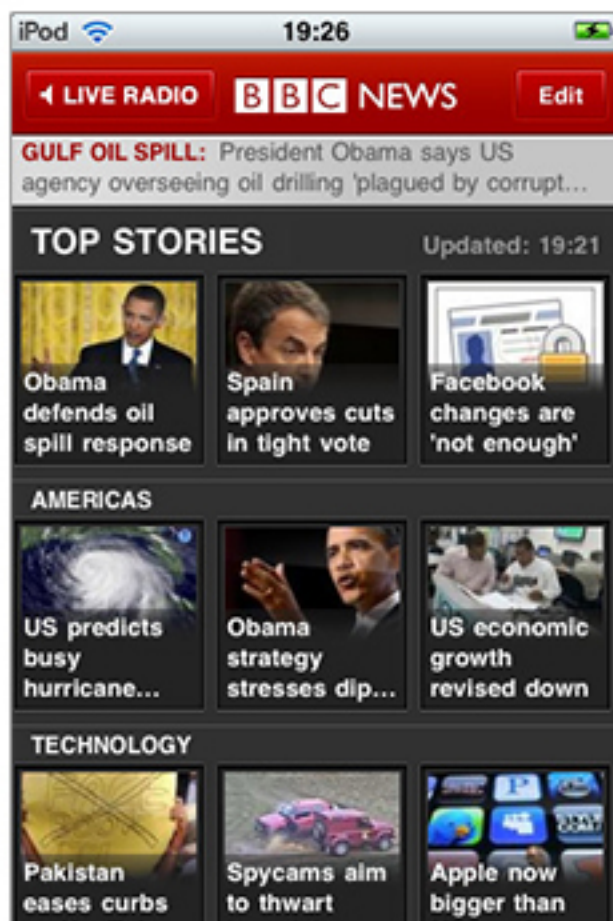 iPod 19:26
LIVE RADIO BBC NEWS Edit
GULF OIL SPILL: President Obama says US
agency overseeing oil drilling 'plagued by corrupt...
TOP STORIES Updated: 19:21
Obama
defends oil
spill response
Spain
approves cuts
in tight vote
Facebook
changes are
'not enough'
AMERICAS
US predicts
busy
hurricane...
Obama
strategy
stresses dip...
US economic
growth
revised down
TECHNOLOGY
Pakistan
eases curbs
Spycams aim
to thwart
Apple now
bigger than